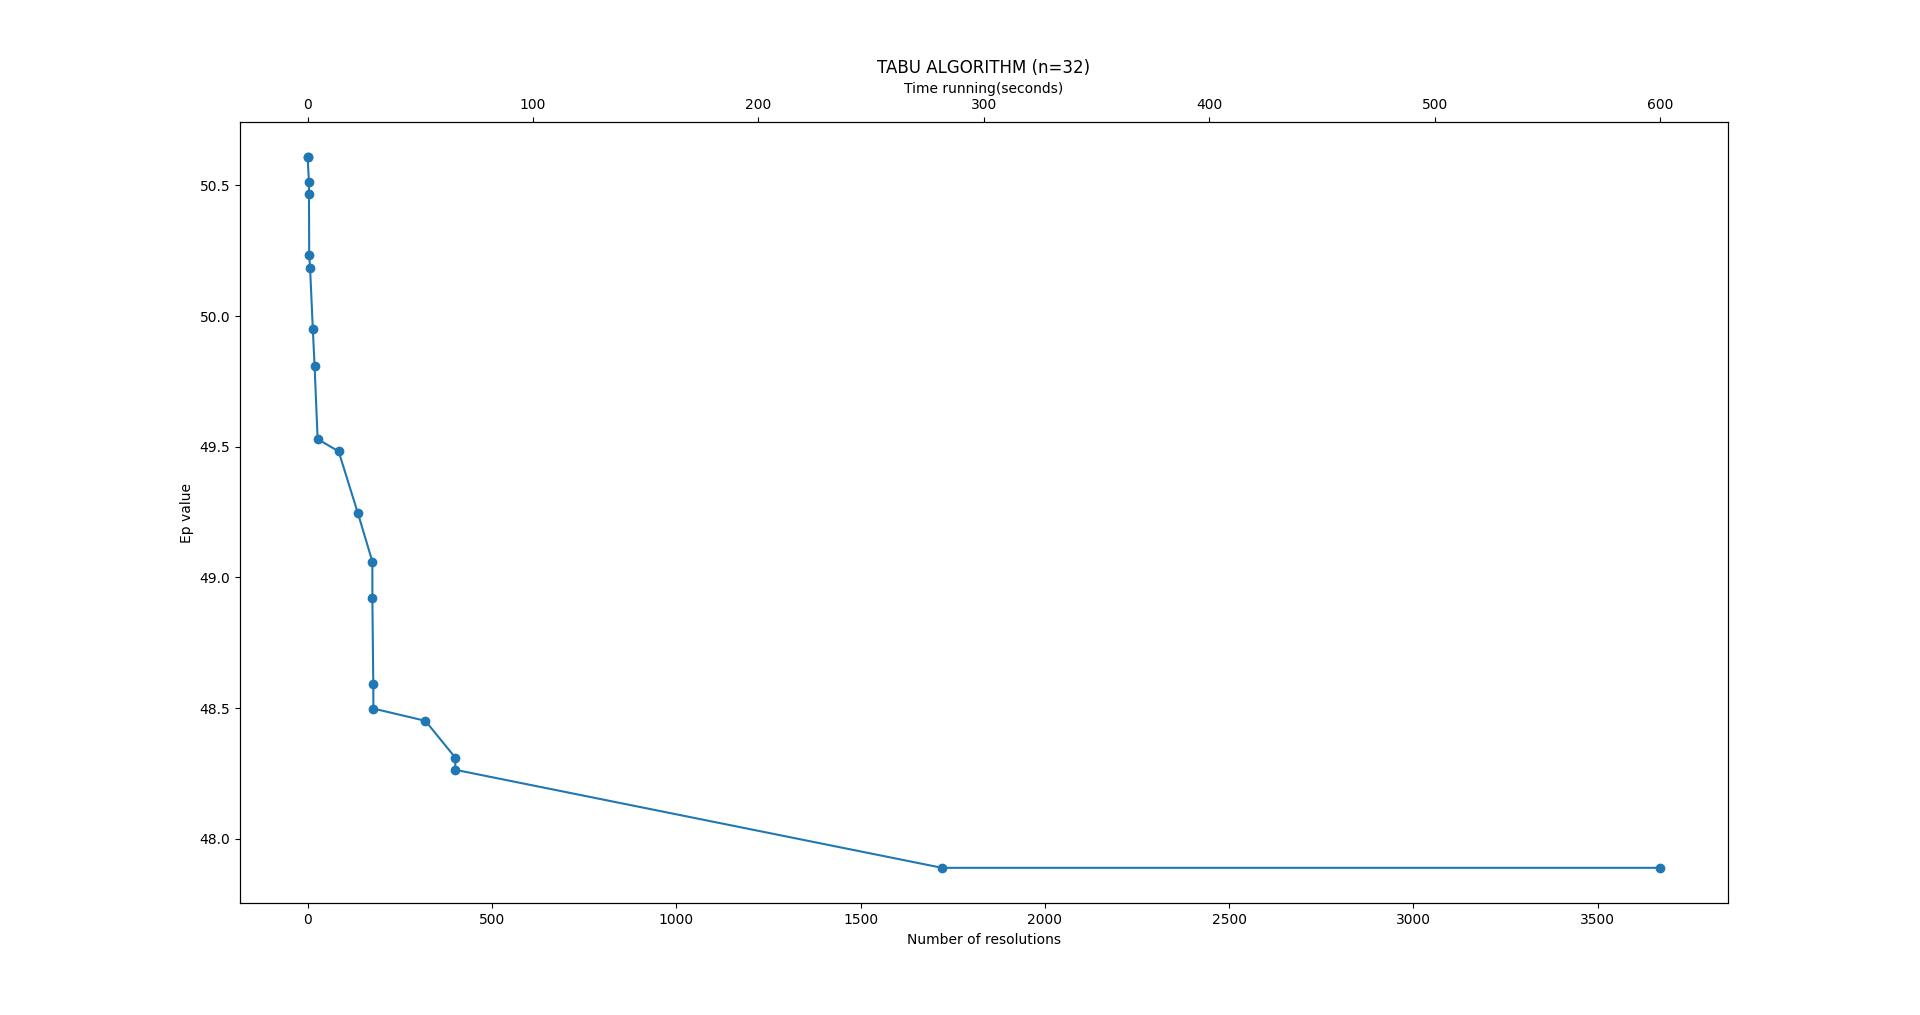 TABU ALGORITHM (n=32)
Time running(seconds)
0 100 200 300 400 500 600
50.5
50.0
49.5
49.0
48.5
48.0
Ep value
0 500 1000 1500 2000 2500 3000 3500
Number of resolutions